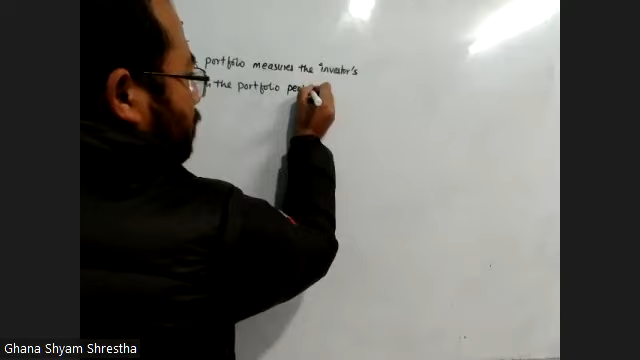 portfolio measures the investor's
the portfolio
Ghana Shyam Shrestha